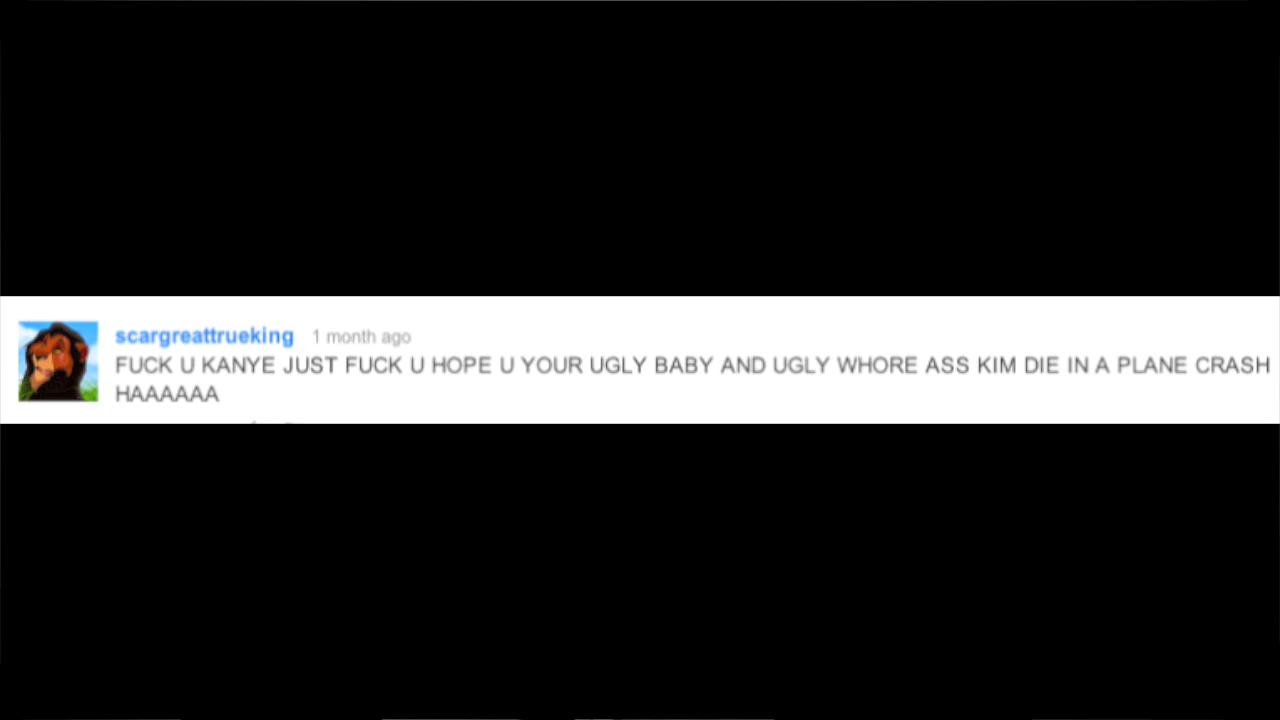 scargreattrueking 1 month ago
FUCK U KANYE JUST FUCK U HOPE U YOUR UGLY BABY AND UGLY WHORE ASS KIM DIE IN A PLANE CRASH
HAAAAAA